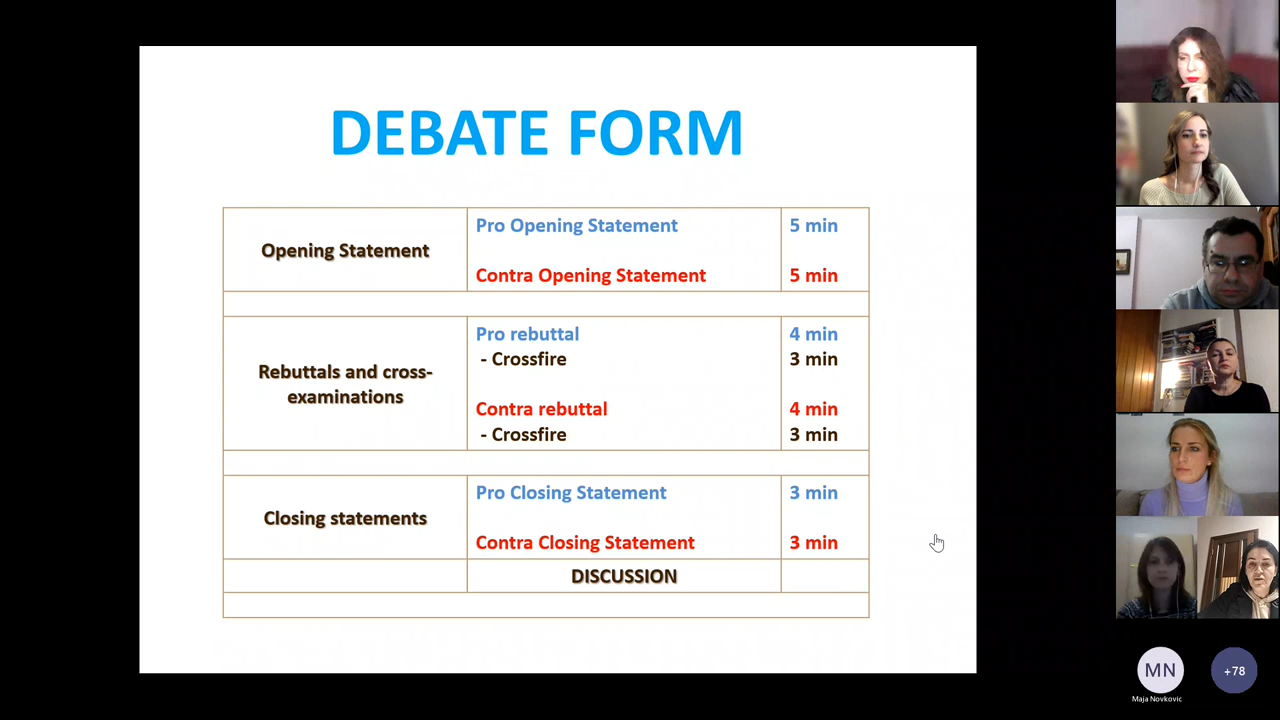 DEBATE FORM
Opening Statement
Pro Opening Statement 5 min
Contra Opening Statement 5 min
Rebuttals and cross-
examinations
Pro rebuttal 4 min
- Crossfire 3 min
Contra rebuttal 4 min
- Crossfire 3 min
Closing statements
Pro Closing Statement 3 min
Contra Closing Statement 3 min
DISCUSSION
MN
Maja Novkovic
+78